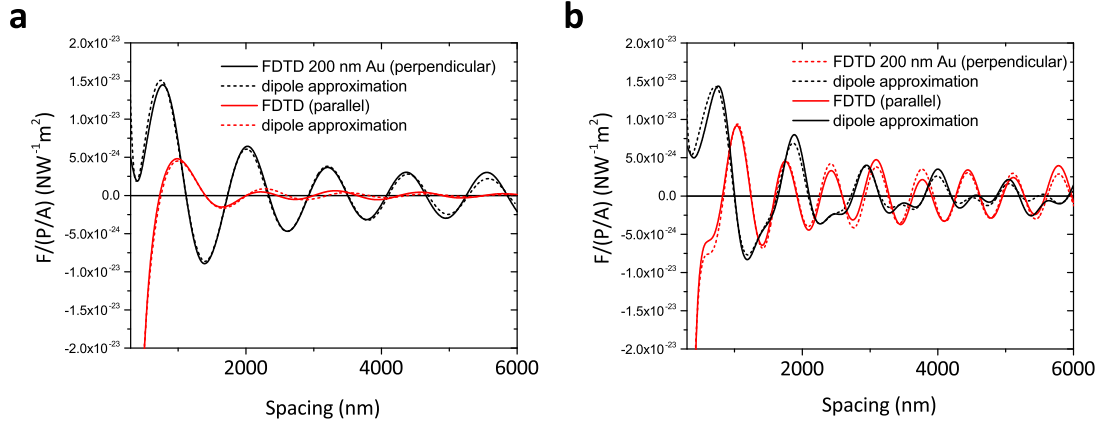 a
F/(P/A) (NW⁻¹m²)
2.0x10⁻²³
1.5x10⁻²³
1.0x10⁻²³
5.0x10⁻²⁴
0.0
-5.0x10⁻²⁴
-1.0x10⁻²³
-1.5x10⁻²³
-2.0x10⁻²³
FDTD 200 nm Au (perpendicular)
dipole approximation
FDTD (parallel)
dipole approximation
2000 4000 6000
Spacing (nm)
b
F/(P/A) (NW⁻¹m²)
2.0x10⁻²³
1.5x10⁻²³
1.0x10⁻²³
5.0x10⁻²⁴
0.0
-5.0x10⁻²⁴
-1.0x10⁻²³
-1.5x10⁻²³
-2.0x10⁻²³
FDTD 200 nm Au (perpendicular)
dipole approximation
FDTD (parallel)
dipole approximation
2000 4000 6000
Spacing (nm)